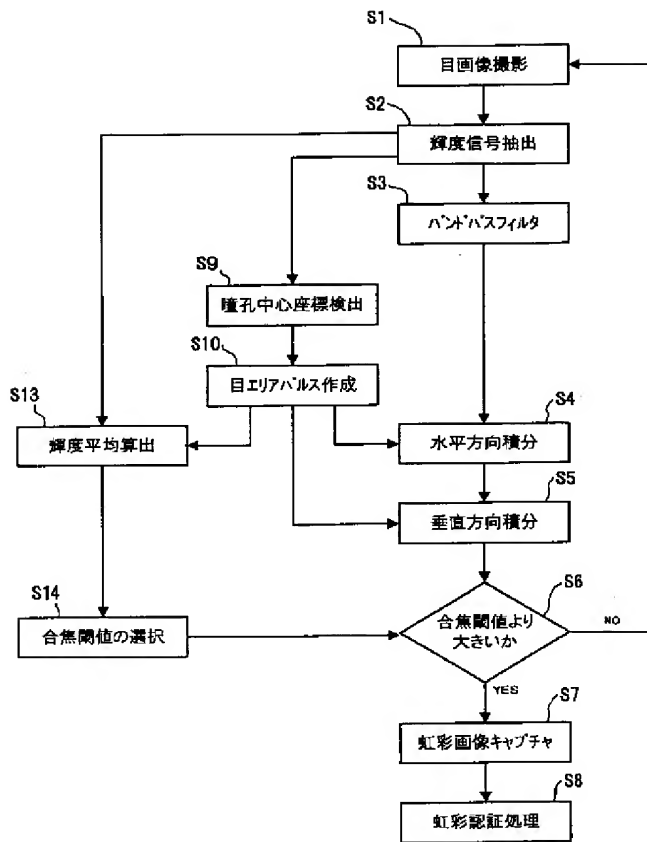 S1
目画像撮影
S2
輝度信号抽出
S3
バンドパスフィルタ
S9
瞳孔中心座標検出
S10
目エリアパルス作成
S13
輝度平均算出
S4
水平方向積分
S5
垂直方向積分
S14
合焦閾値の選択
S6
合焦閾値より
大きいか
NO
YES
S7
虹彩画像キャプチャ
S8
虹彩認証処理